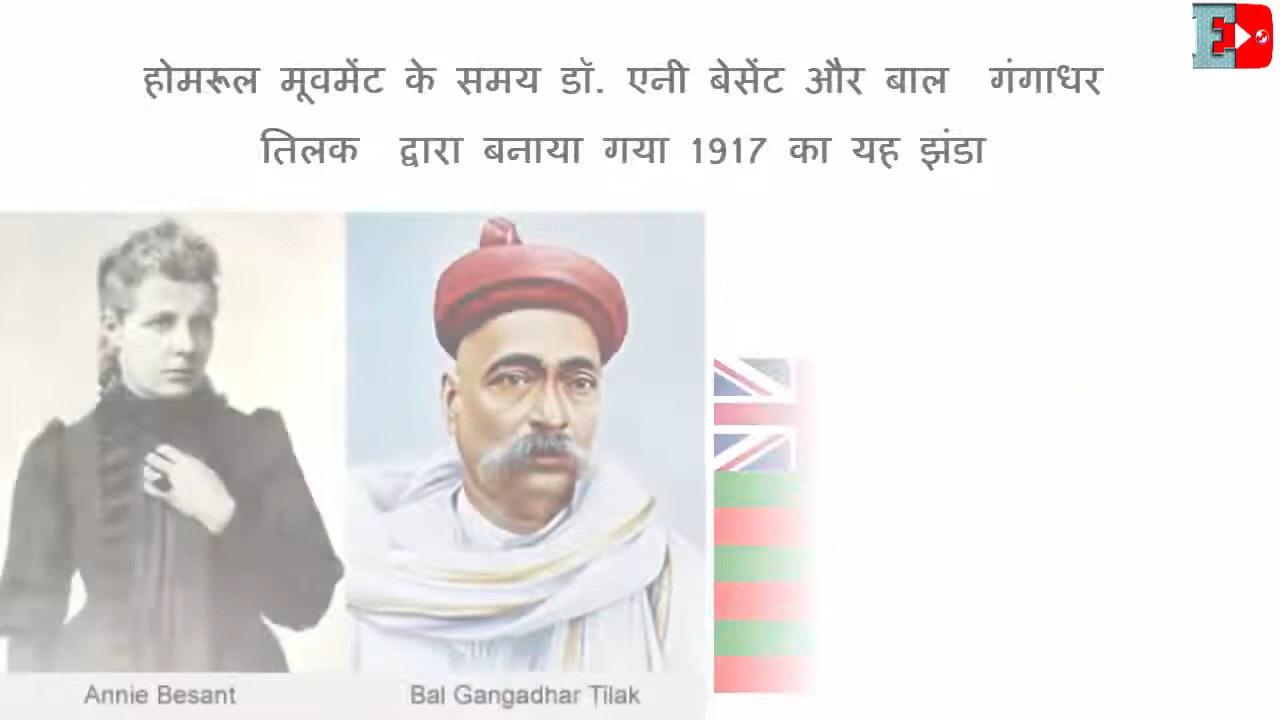 होमरूल मूवमेंट के समय डॉ. एनी बेसेंट और बाल गंगाधर
तिलक द्वारा बनाया गया 1917 का यह झंडा
Annie Besant
Bal Gangadhar Tilak